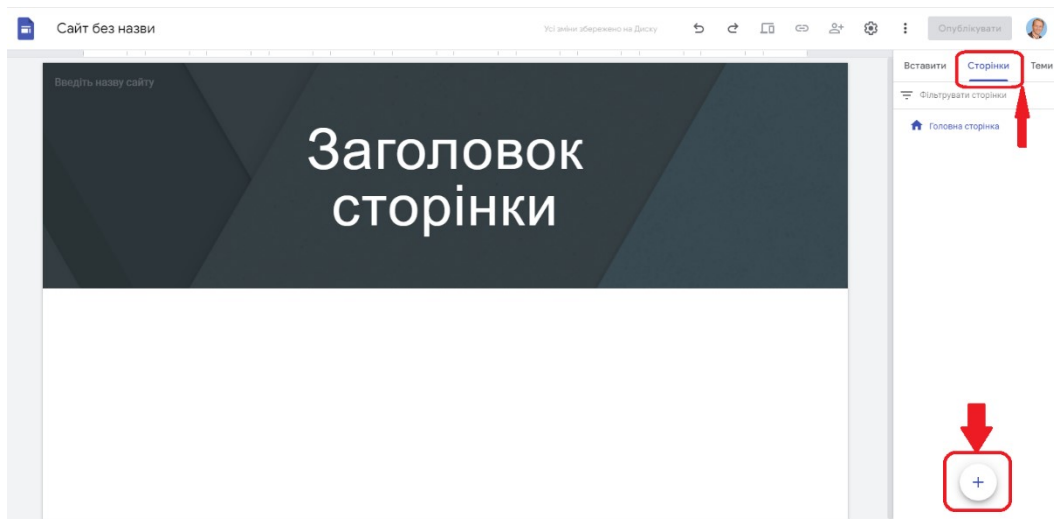 Сайт без назви
Усі зміни збережено на Диску
Опублікувати
Вставити Сторінки Теми
Введіть назву сайту
Фільтрувати сторінки
Головна сторінка
Заголовок
сторінки